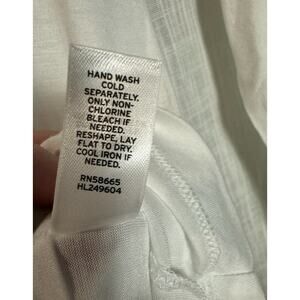 HAND WASH
COLD
SEPARATELY.
ONLY NON-
CHLORINE
BLEACH IF
NEEDED.
RESHAPE, LAY
FLAT TO DRY.
COOL IRON IF
NEEDED.
RN58665
HL249604